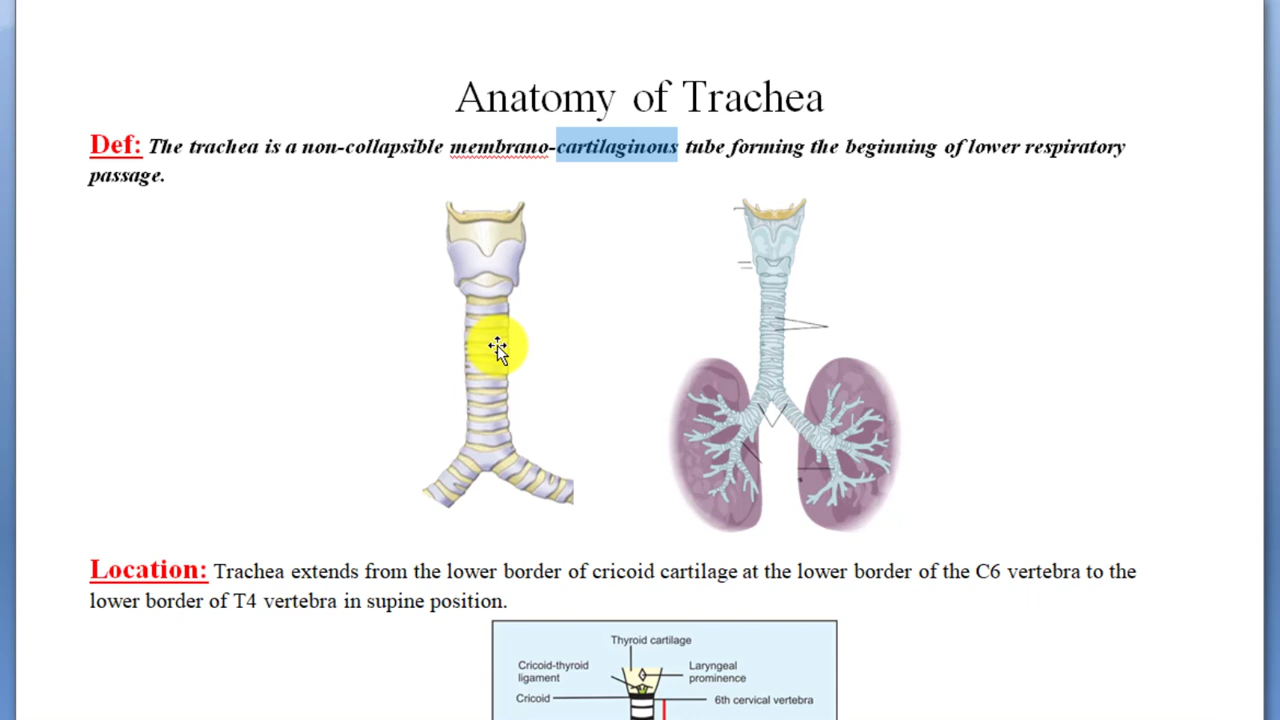 Anatomy of Trachea
Def: The trachea is a non-collapsible membrano-cartilaginous tube forming the beginning of lower respiratory
passage.
Location: Trachea extends from the lower border of cricoid cartilage at the lower border of the C6 vertebra to the
lower border of T4 vertebra in supine position.
Thyroid cartilage
Cricoid-thyroid
ligament
Laryngeal
prominence
Cricoid
6th cervical vertebra